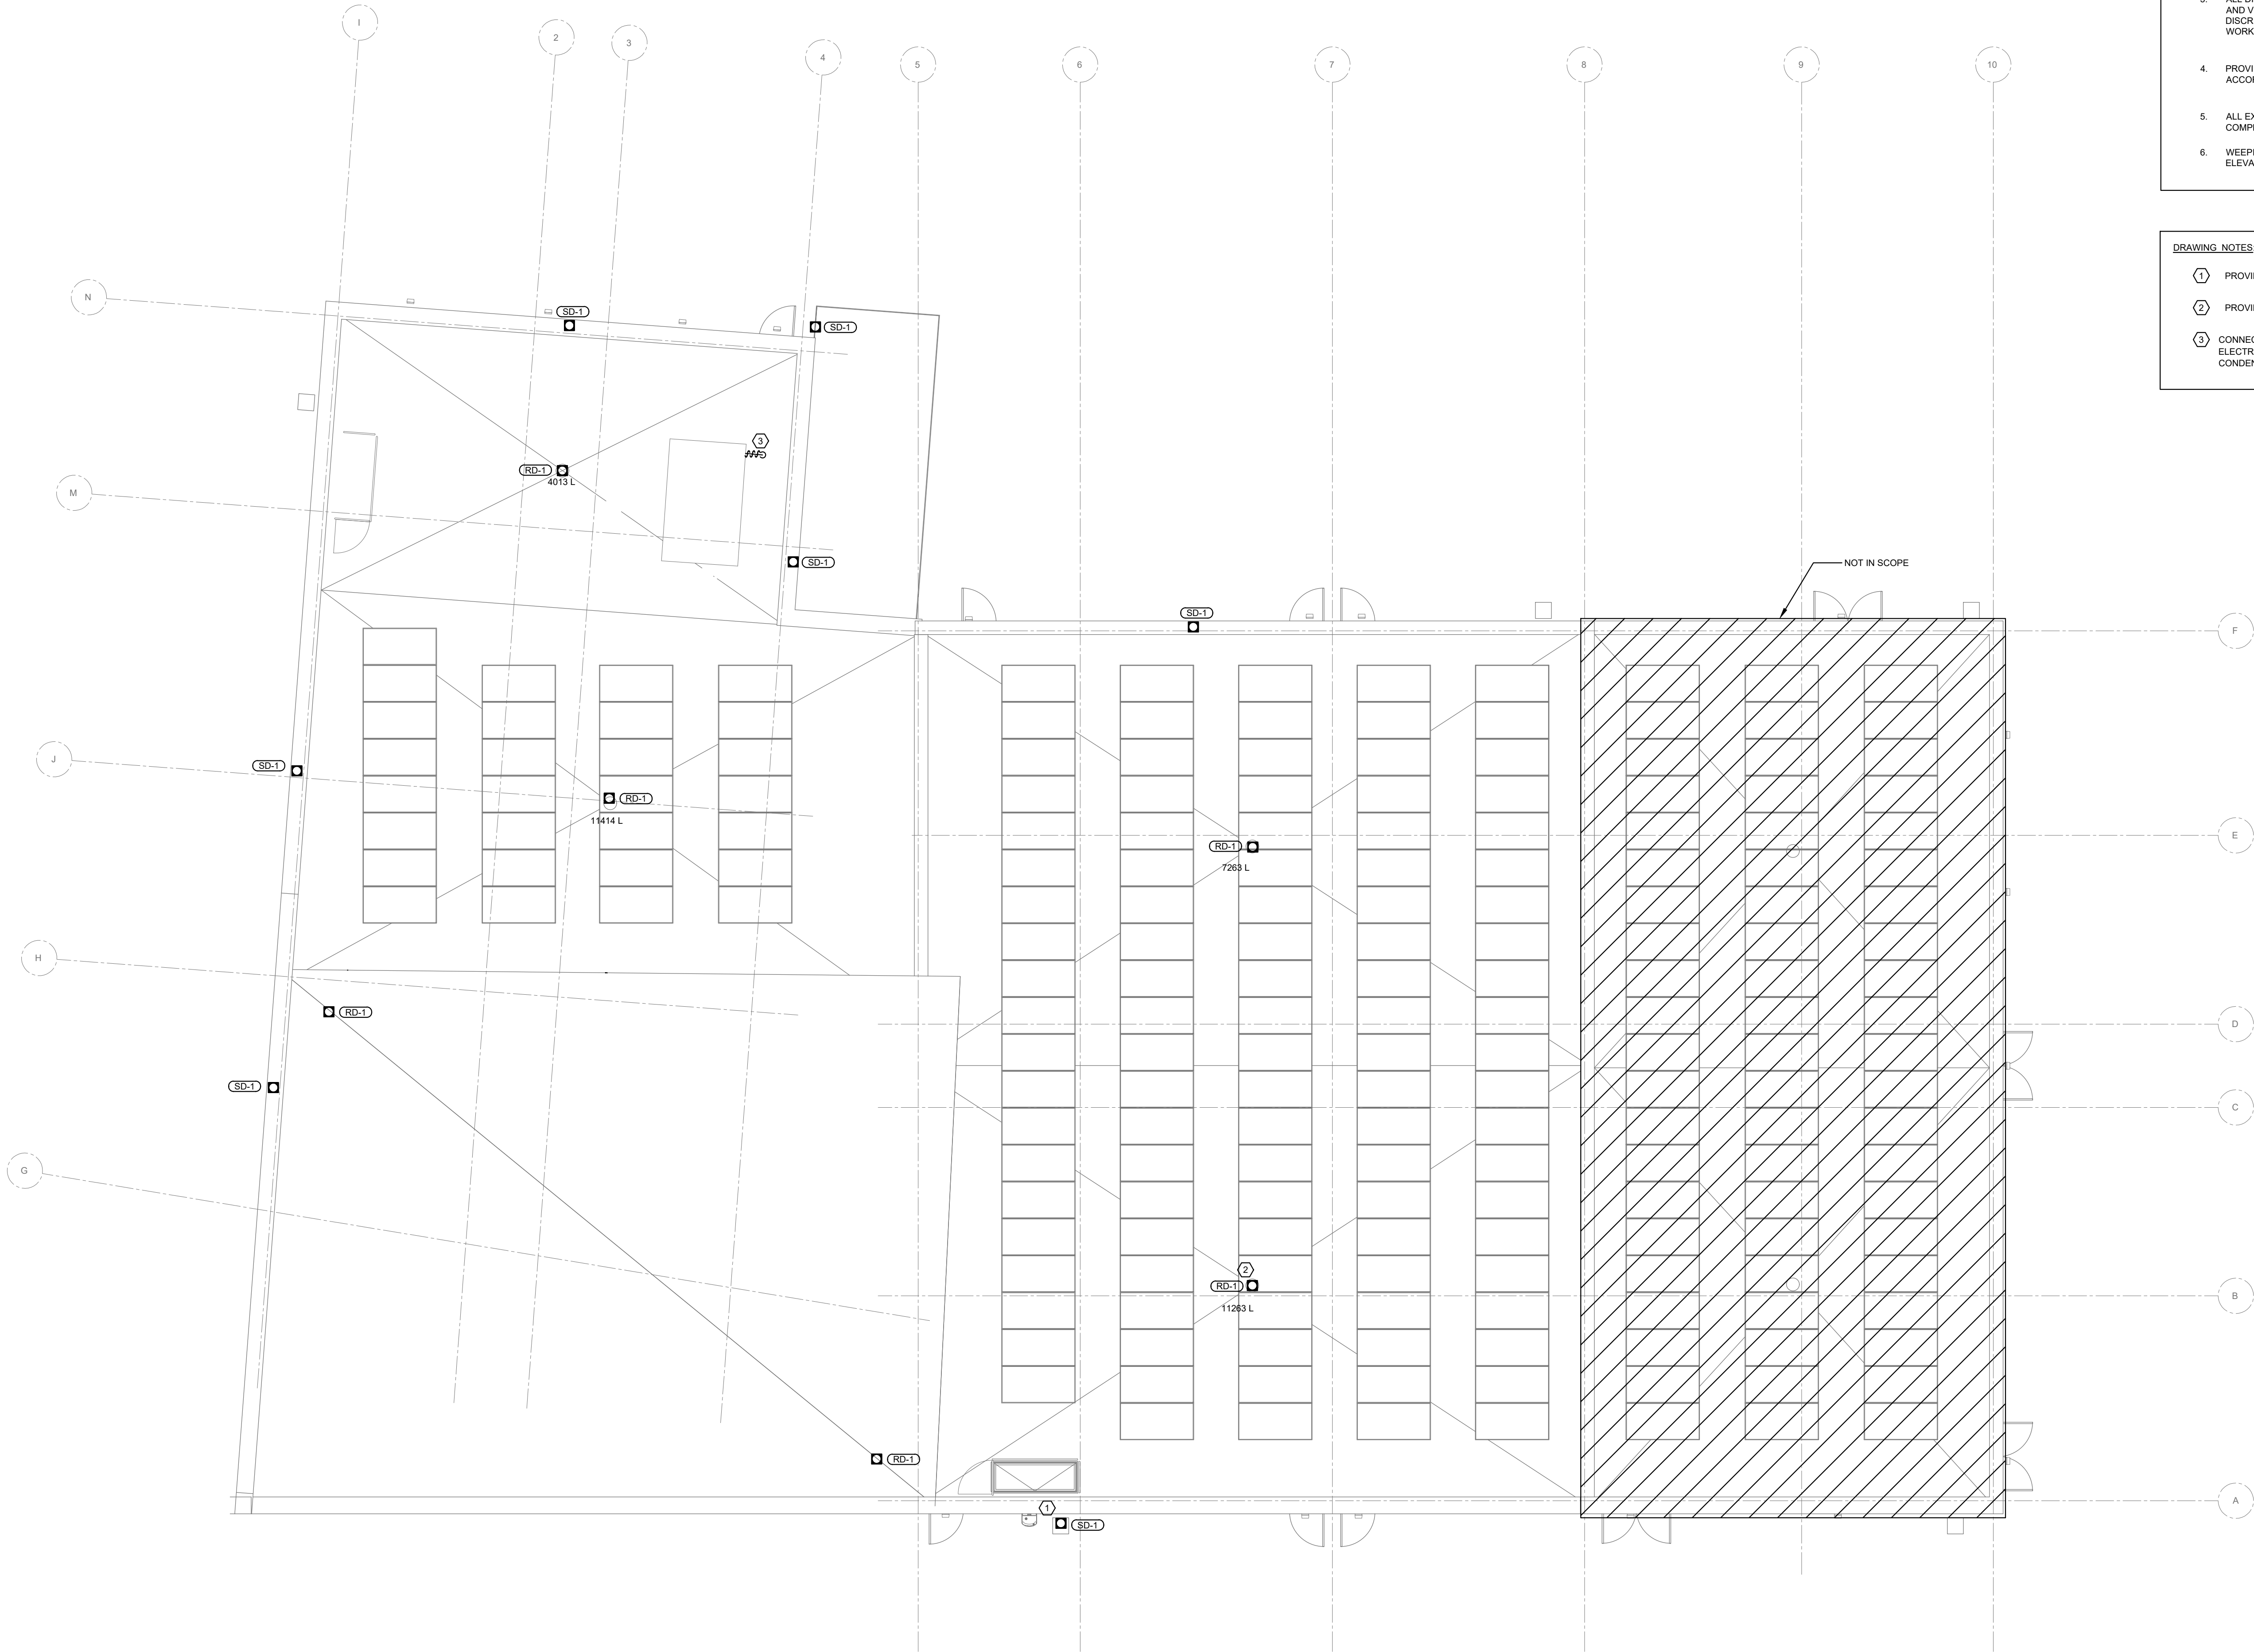 1
2
3
4
5
6
7
8
9
10
AND V
DISCR
WORK
4. PROVI
ACCO
5. ALL EX
COMP
6. WEEP
ELEVA
DRAWING NOTES
1 PROVI
2 PROVI
3 CONNEC
ELECTR
CONDEN
N
SD-1
SD-1
3
RD-1
4013 L
M
SD-1
NOT IN SCOPE
SD-1
F
J
SD-1
RD-1
11414 L
E
RD-1
7263 L
H
RD-1
D
SD-1
C
G
2
RD-1
B
11263 L
RD-1
1
A
SD-1